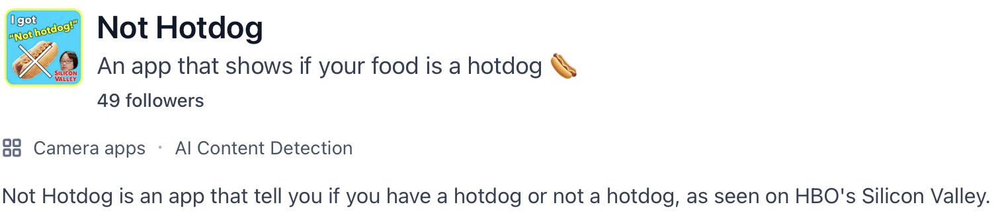 I got
"Not hotdog!"
SILICON
VALLEY
Not Hotdog
An app that shows if your food is a hotdog 🌭
49 followers
Camera apps · AI Content Detection
Not Hotdog is an app that tell you if you have a hotdog or not a hotdog, as seen on HBO's Silicon Valley.